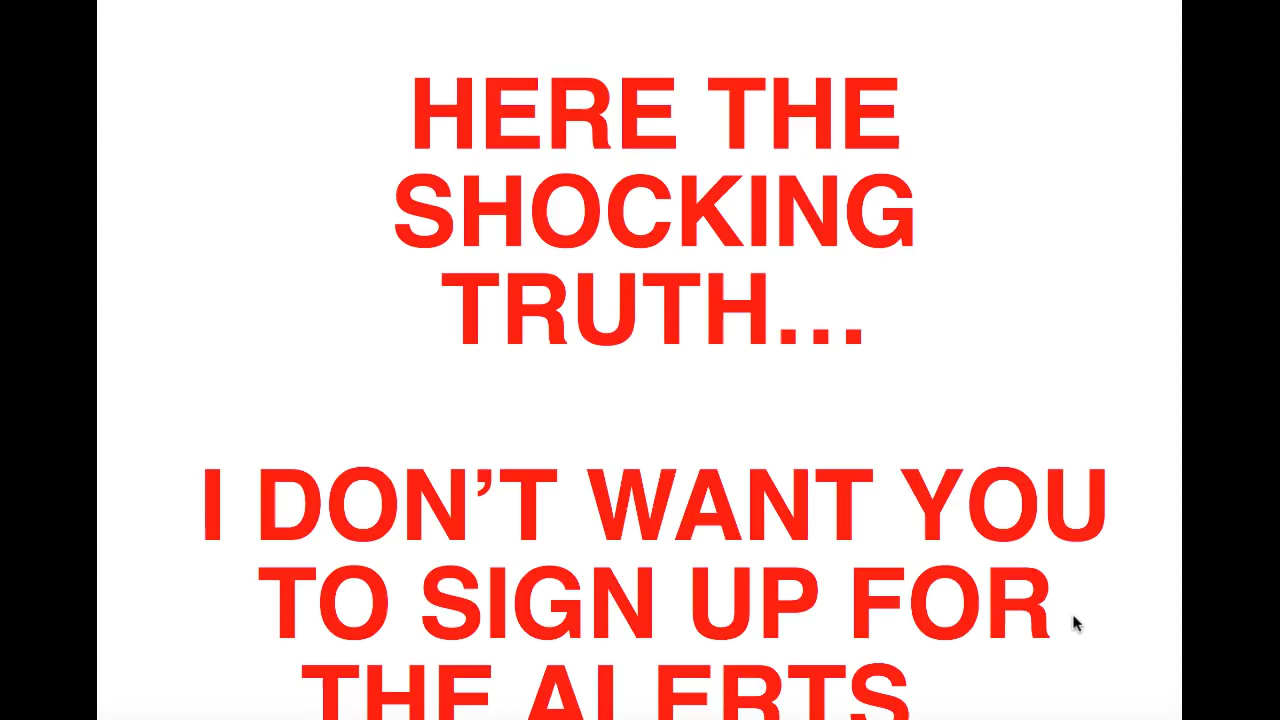 HERE THE
SHOCKING
TRUTH...
I DON’T WANT YOU
TO SIGN UP FOR
THE ALERTS